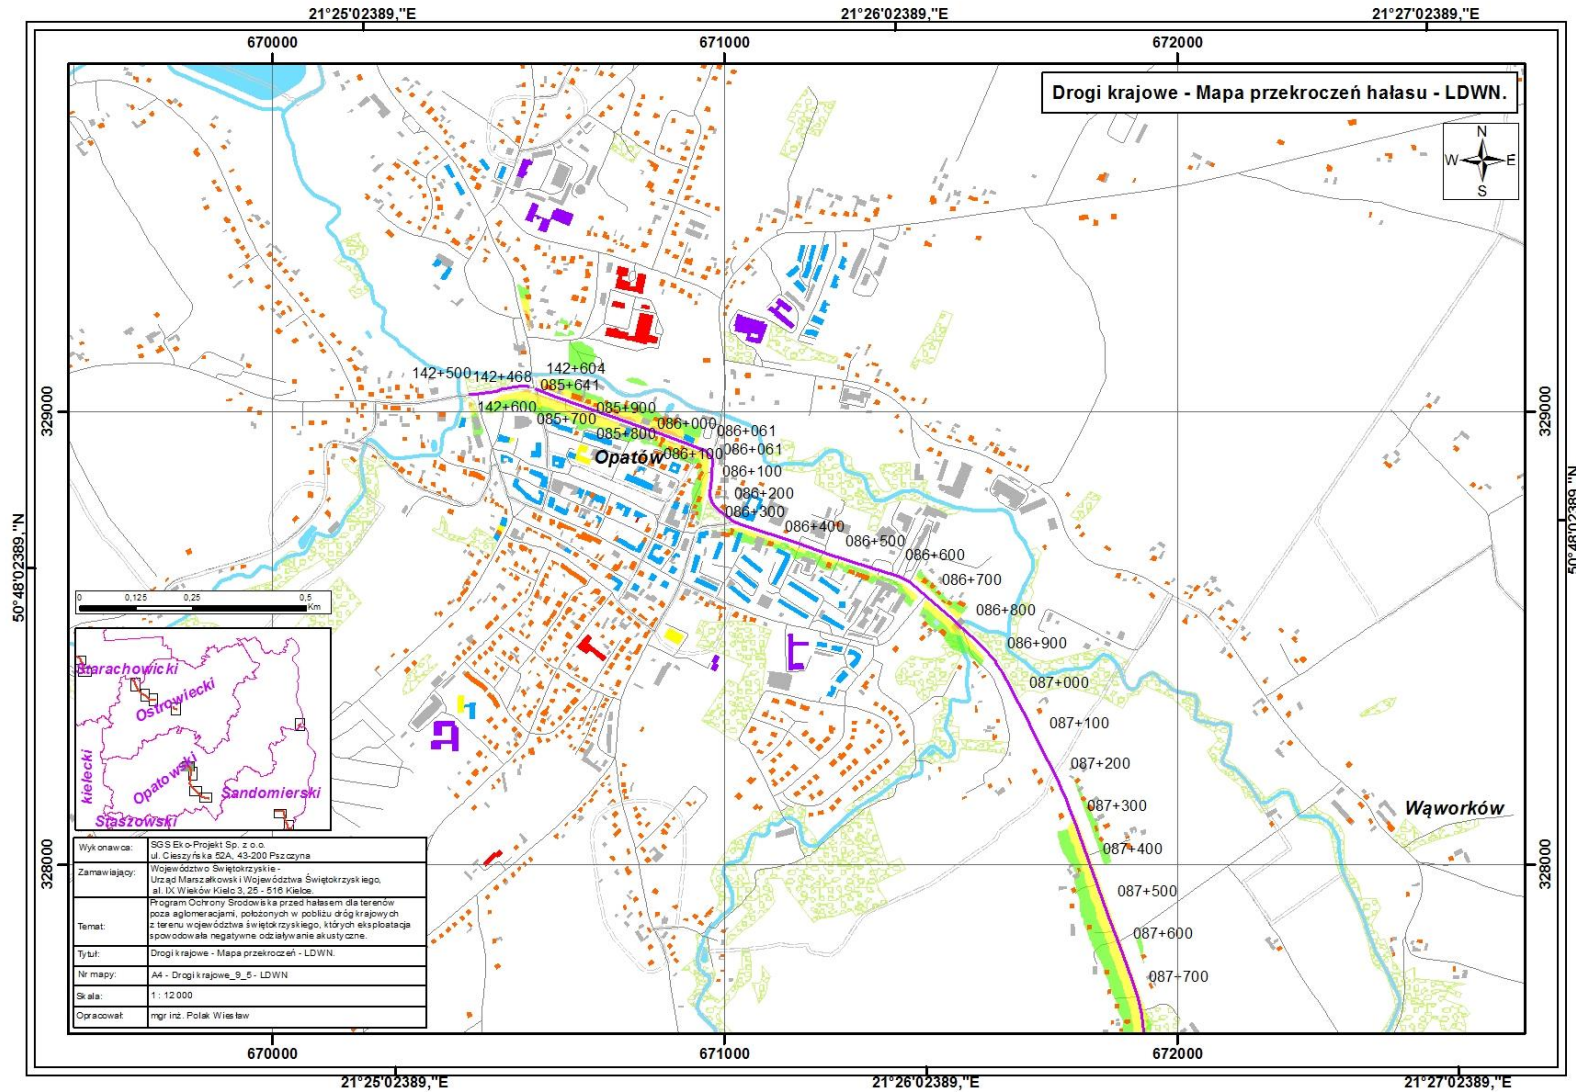 21°25'02389,"E
21°26'02389,"E
21°27'02389,"E
670000
671000
672000
Drogi krajowe - Mapa przekroczeń hałasu - LDWN.
N
W
E
S
142+500
142+468
142+604
085+641
142+600
085+700
085+900
085+800
086+000
086+061
Opatów
086+100
086+061
086+100
086+200
086+300
086+400
086+500
086+600
086+700
086+800
086+900
087+000
087+100
087+200
087+300
087+400
087+500
087+600
087+700
Wąworków
329000
329000
328000
328000
50°48'02389,"N
50°48'02389,"N
0
0,125
0,25
0,5
Km
Starachowicki
Ostrowiecki
kielecki
Opatowski
Sandomierski
Staszowski
Wykonawca:
SGS Eko-Projekt Sp. z o.o.
ul. Cieszyńska 52A, 43-200 Pszczyna
Zamawiający:
Województwo Świętokrzyskie -
Urząd Marszałkowski Województwa Świętokrzyskiego,
al. IX Wieków Kielc 3, 25 - 516 Kielce.
Temat:
Program Ochrony Środowiska przed hałasem dla terenów
poza aglomeracjami, położonych w pobliżu dróg krajowych
z terenu województwa świętokrzyskiego, których eksploatacja
spowodowała negatywne oddziaływanie akustyczne.
Tytuł:
Drogi krajowe - Mapa przekroczeń - LDWN.
Nr mapy:
A4 - Drogi krajowe_9_5 - LDWN
Skala:
1 : 12 000
Opracował:
mgr inż. Polak Wiesław
670000
671000
672000
21°25'02389,"E
21°26'02389,"E
21°27'02389,"E